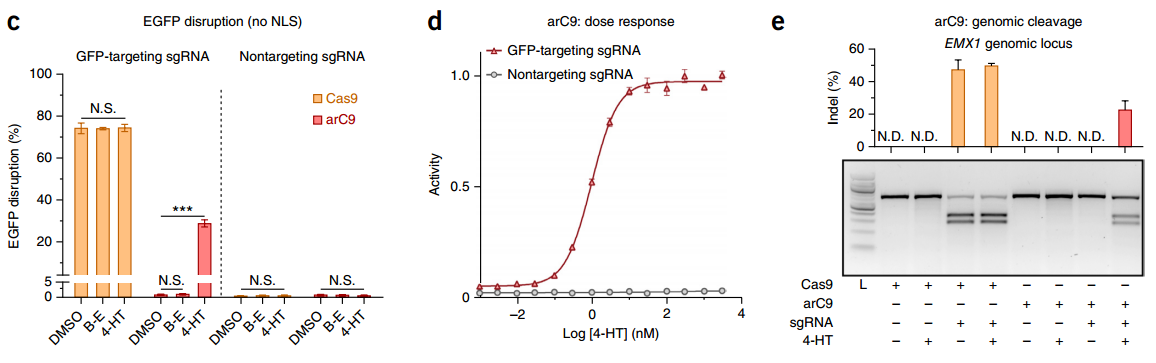 c
EGFP disruption (no NLS)
GFP-targeting sgRNA
Nontargeting sgRNA
EGFP disruption (%)
100
80
60
40
20
5
0
N.S.
***
N.S.
N.S.
N.S.
Cas9
arC9
DMSO
B-E
4-HT
DMSO
B-E
4-HT
DMSO
B-E
4-HT
DMSO
B-E
4-HT
d
arC9: dose response
GFP-targeting sgRNA
Nontargeting sgRNA
Activity
1.0
0.5
0
–2
0
2
4
Log [4-HT] (nM)
e
arC9: genomic cleavage
EMX1 genomic locus
Indel (%)
60
40
20
0
N.D.
N.D.
N.D.
N.D.
N.D.
Cas9 L + + + + – – – –
arC9 – – – – + + + +
sgRNA – – + + – – + +
4-HT – + – + – + – +